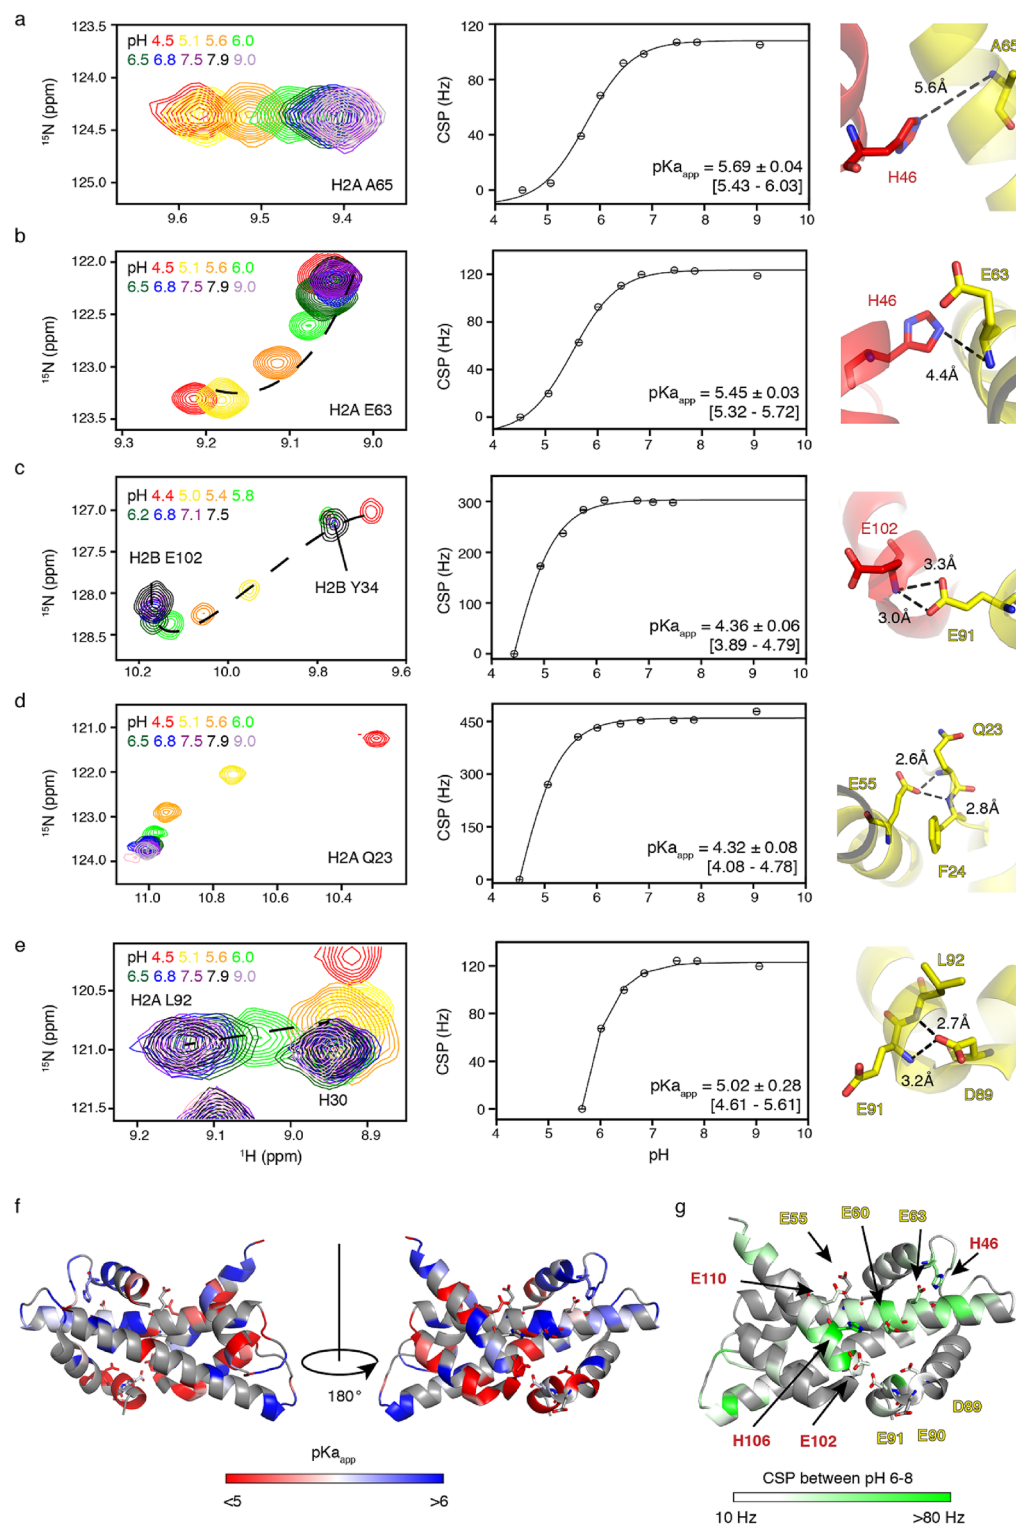 a
123.5
124.0
124.5
125.0
¹⁵N (ppm)
pH 4.5 5.1 5.6 6.0
6.5 6.8 7.5 7.9 9.0
H2A A65
9.6 9.5 9.4
120
80
40
0
CSP (Hz)
pKaapp = 5.69 ± 0.04
[5.43 - 6.03]
4 5 6 7 8 9 10
A65
5.6Å
H46
b
122.0
122.5
123.0
123.5
¹⁵N (ppm)
pH 4.5 5.1 5.6 6.0
6.5 6.8 7.5 7.9 9.0
H2A E63
9.3 9.2 9.1 9.0
120
80
40
0
CSP (Hz)
pKaapp = 5.45 ± 0.03
[5.32 - 5.72]
4 5 6 7 8 9 10
E63
H46
4.4Å
c
127.0
127.5
128.0
128.5
¹⁵N (ppm)
pH 4.4 5.0 5.4 5.8
6.2 6.8 7.1 7.5
H2B E102
H2B Y34
10.2 10.0 9.8 9.6
300
200
100
0
CSP (Hz)
pKaapp = 4.36 ± 0.06
[3.89 - 4.79]
4 5 6 7 8 9 10
E102
3.3Å
3.0Å
E91
d
121.0
122.0
123.0
124.0
¹⁵N (ppm)
pH 4.5 5.1 5.6 6.0
6.5 6.8 7.5 7.9 9.0
H2A Q23
11.0 10.8 10.6 10.4
450
300
150
0
CSP (Hz)
pKaapp = 4.32 ± 0.08
[4.08 - 4.78]
4 5 6 7 8 9 10
Q23
2.6Å
E55
2.8Å
F24
e
120.5
121.0
121.5
¹⁵N (ppm)
pH 4.5 5.1 5.6 6.0
6.5 6.8 7.5 7.9 9.0
H2A L92
H30
9.2 9.1 9.0 8.9
¹H (ppm)
120
80
40
0
CSP (Hz)
pKaapp = 5.02 ± 0.28
[4.61 - 5.61]
4 5 6 7 8 9 10
pH
L92
2.7Å
3.2Å
E91
D89
f
180°
pKaapp
<5 >6
g
E55
E60
E63
H46
E110
D89
H106
E102
E91
E90
CSP between pH 6-8
10 Hz >80 Hz